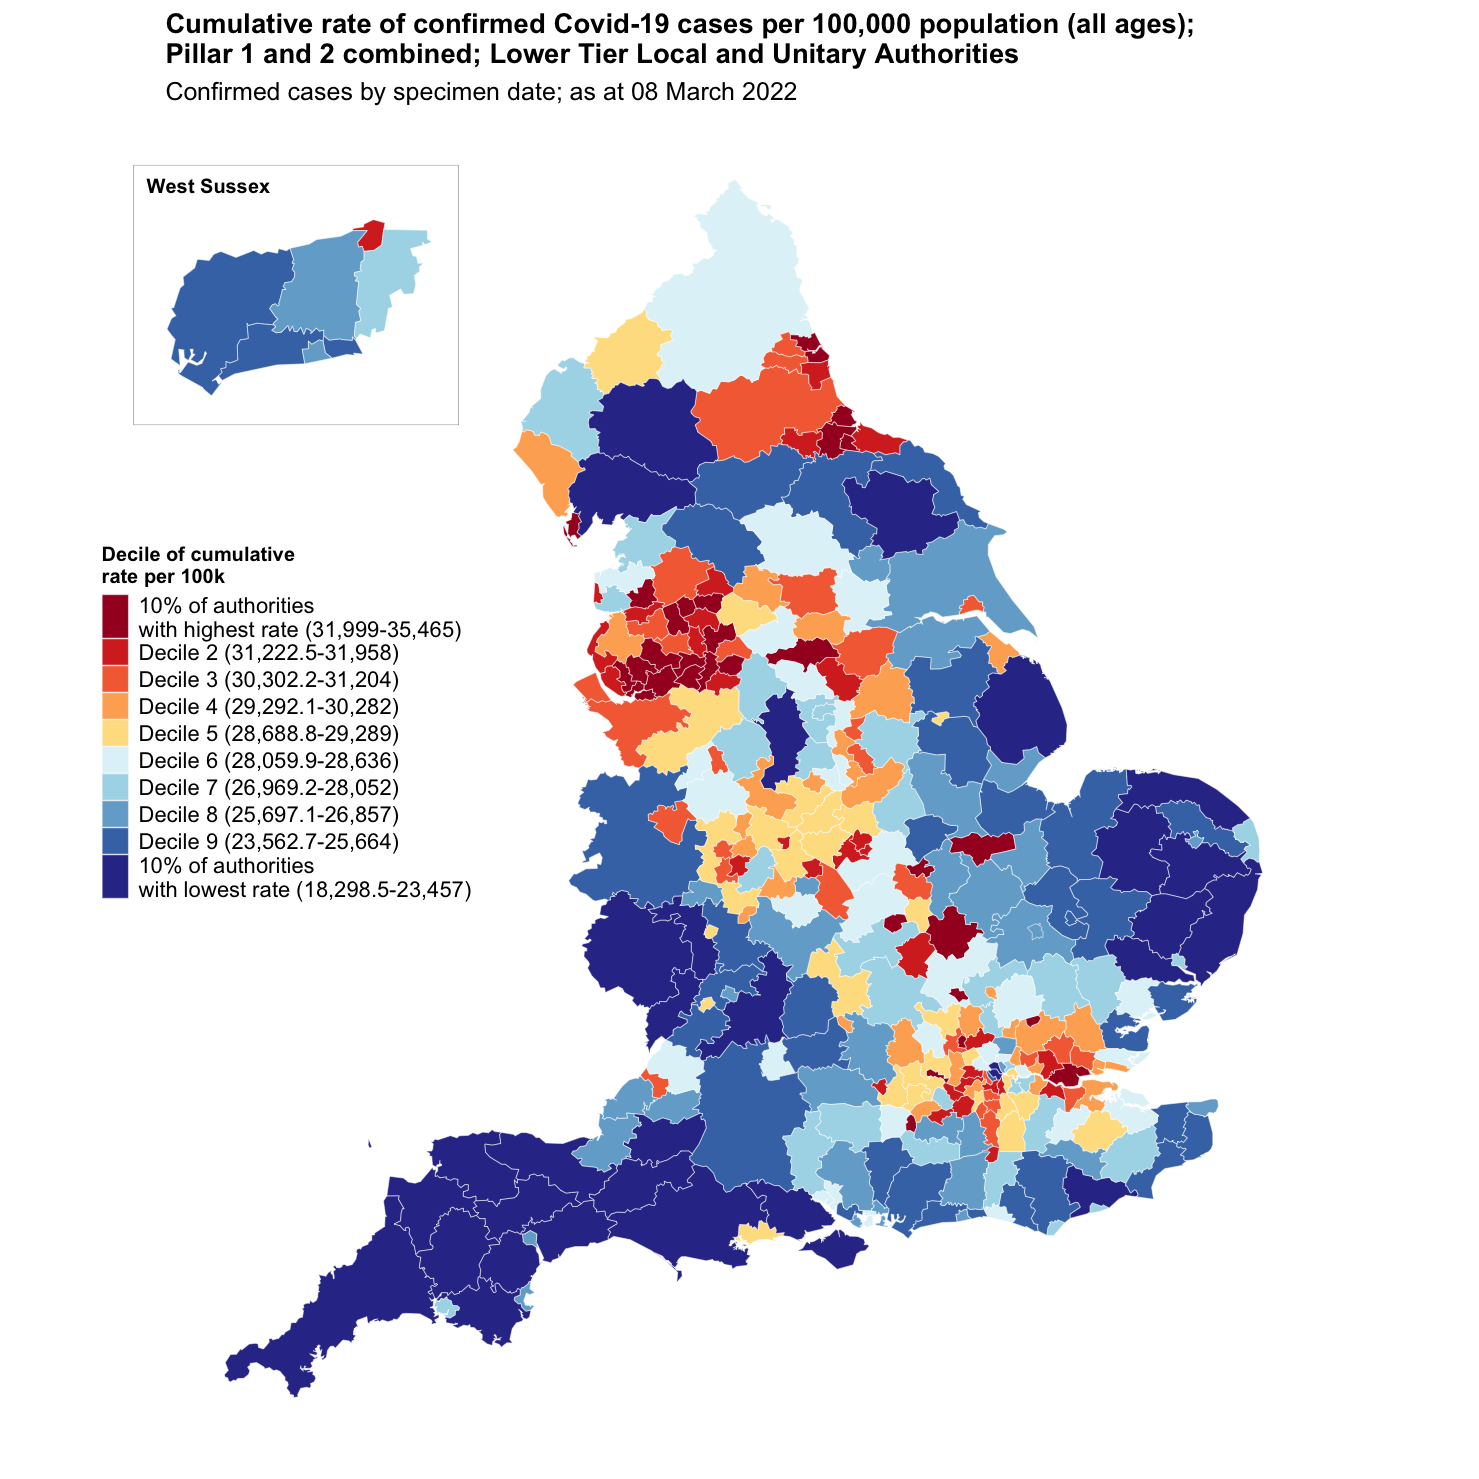 Cumulative rate of confirmed Covid-19 cases per 100,000 population (all ages);
Pillar 1 and 2 combined; Lower Tier Local and Unitary Authorities
Confirmed cases by specimen date; as at 08 March 2022
West Sussex
Decile of cumulative
rate per 100k
10% of authorities
with highest rate (31,999-35,465)
Decile 2 (31,222.5-31,958)
Decile 3 (30,302.2-31,204)
Decile 4 (29,292.1-30,282)
Decile 5 (28,688.8-29,289)
Decile 6 (28,059.9-28,636)
Decile 7 (26,969.2-28,052)
Decile 8 (25,697.1-26,857)
Decile 9 (23,562.7-25,664)
10% of authorities
with lowest rate (18,298.5-23,457)